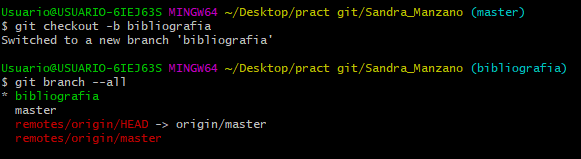 Usuario@USUARIO-6IEJ63S MINGW64 ~/Desktop/pract git/Sandra_Manzano (master)
$ git checkout -b bibliografia
Switched to a new branch 'bibliografia'
Usuario@USUARIO-6IEJ63S MINGW64 ~/Desktop/pract git/Sandra_Manzano (bibliografia)
$ git branch --all
* bibliografia
  master
  remotes/origin/HEAD -> origin/master
  remotes/origin/master